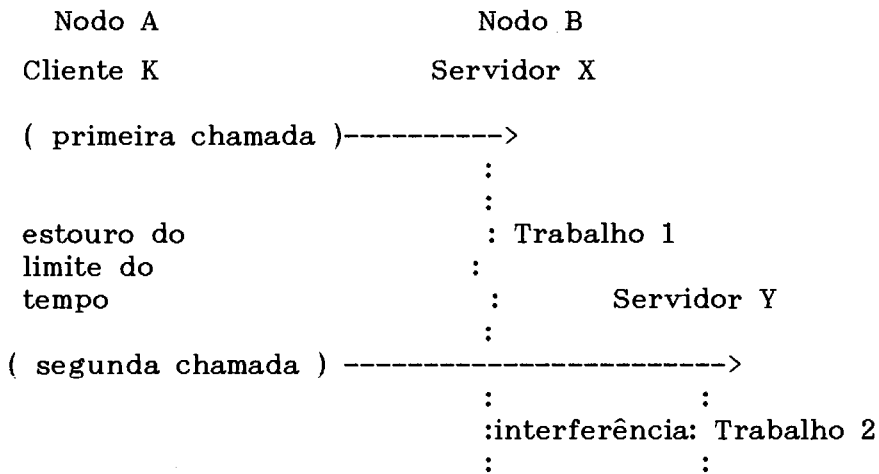 Nodo A Nodo B
Cliente K Servidor X
( primeira chamada )---------->
:
:
estouro do : Trabalho 1
limite do :
tempo : Servidor Y
:
( segunda chamada ) ------------------------>
: :
:interferência: Trabalho 2
: :